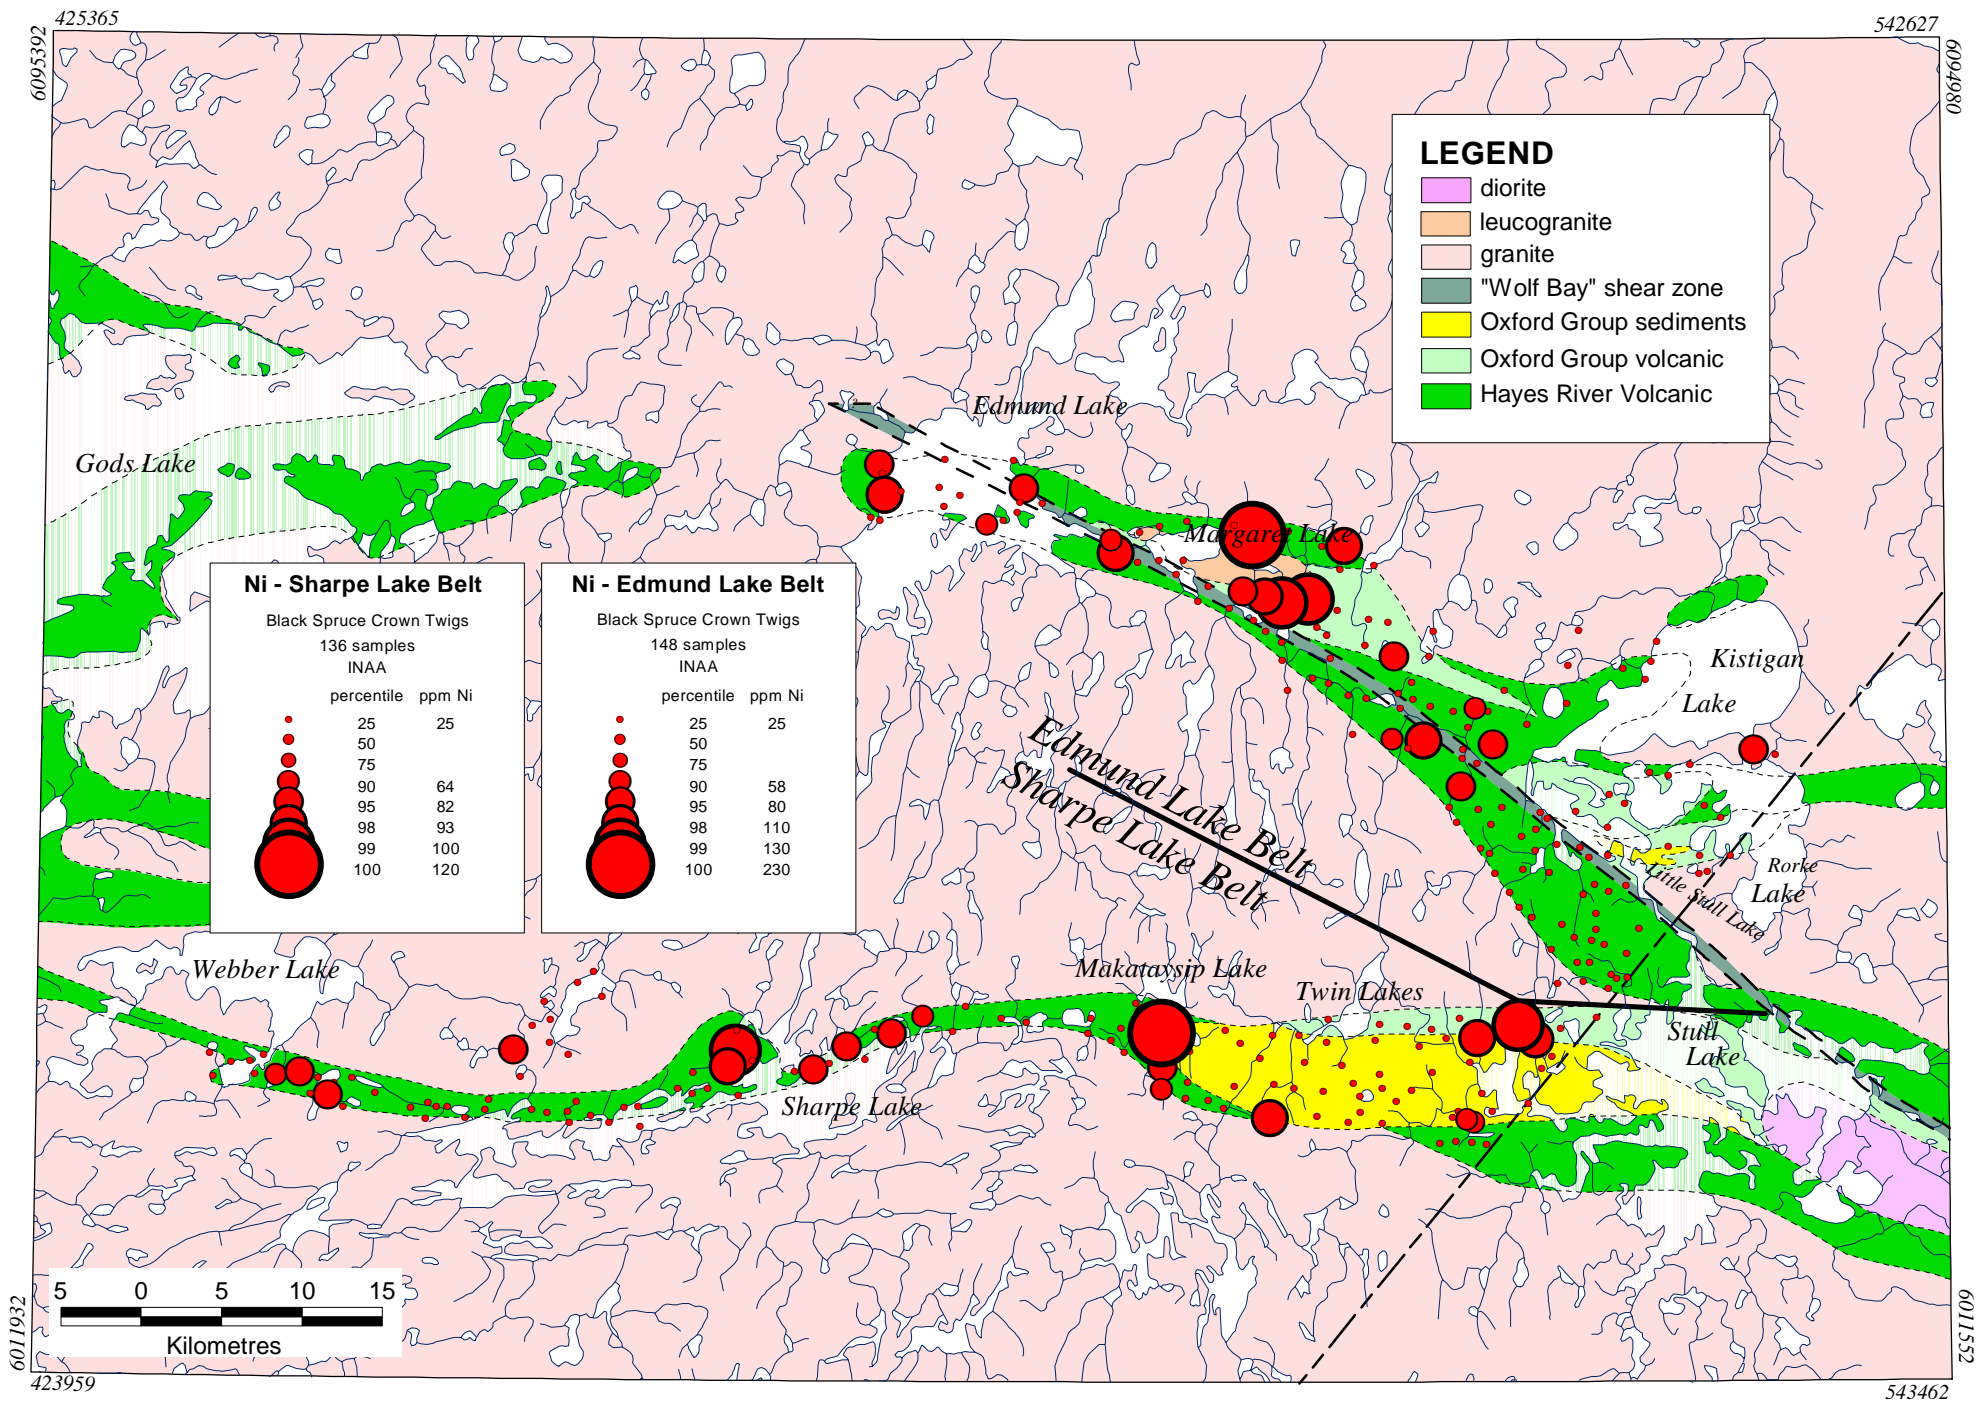 425365
542627
6095392
6094980
LEGEND
diorite
leucogranite
granite
"Wolf Bay" shear zone
Oxford Group sediments
Oxford Group volcanic
Hayes River Volcanic
Edmund Lake
Gods Lake
Margaret Lake
Ni - Sharpe Lake Belt
Black Spruce Crown Twigs
136 samples
INAA
percentile ppm Ni
25 25
50
75
90 64
95 82
98 93
99 100
100 120
Ni - Edmund Lake Belt
Black Spruce Crown Twigs
148 samples
INAA
percentile ppm Ni
25 25
50
75
90 58
95 80
98 110
99 130
100 230
Kistigan
Lake
Edmund Lake Belt
Sharpe Lake Belt
Rorke
Lake
Little Stull Lake
Webber Lake
Makataysip Lake
Twin Lakes
Stull
Lake
Sharpe Lake
5 0 5 10 15
Kilometres
6011932
6011552
423959
543462